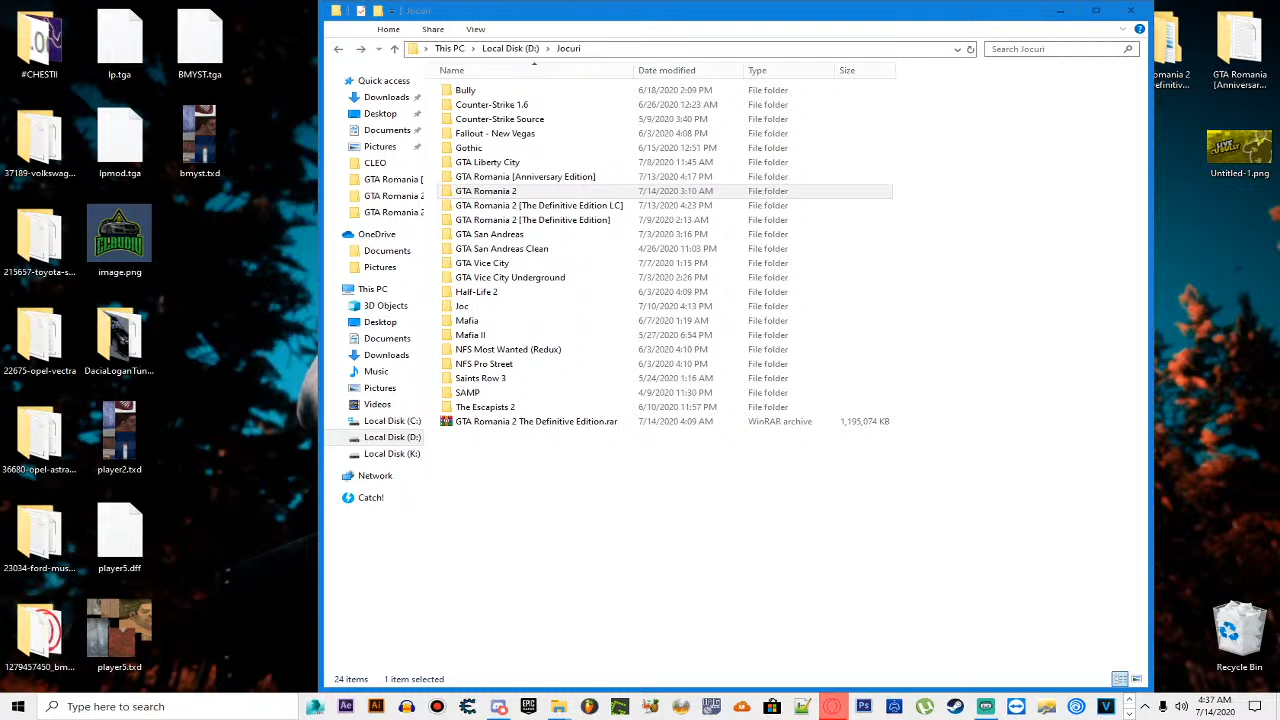 Jocuri
Home Share View
This PC Local Disk (D:) Jocuri
Search Jocuri
Name Date modified Type Size
Quick access
Downloads
Desktop
Documents
Pictures
CLEO
GTA Romania [
GTA Romania 2
GTA Romania 2
OneDrive
Documents
Pictures
This PC
3D Objects
Desktop
Documents
Downloads
Music
Pictures
Videos
Local Disk (C:)
Local Disk (D:)
Local Disk (K:)
Network
Catch!
Bully 6/18/2020 2:09 PM File folder
Counter-Strike 1.6 6/26/2020 12:23 AM File folder
Counter-Strike Source 5/9/2020 3:40 PM File folder
Fallout - New Vegas 6/3/2020 4:08 PM File folder
Gothic 6/15/2020 12:51 PM File folder
GTA Liberty City 7/8/2020 11:45 AM File folder
GTA Romania [Anniversary Edition] 7/13/2020 4:17 PM File folder
GTA Romania 2 7/14/2020 3:10 AM File folder
GTA Romania 2 [The Definitive Edition LC] 7/13/2020 4:23 PM File folder
GTA Romania 2 [The Definitive Edition] 7/9/2020 2:13 AM File folder
GTA San Andreas 7/3/2020 3:16 PM File folder
GTA San Andreas Clean 4/26/2020 11:03 PM File folder
GTA Vice City 7/7/2020 1:15 PM File folder
GTA Vice City Underground 7/3/2020 2:26 PM File folder
Half-Life 2 6/3/2020 4:09 PM File folder
Joc 7/10/2020 4:13 PM File folder
Mafia 6/7/2020 1:19 AM File folder
Mafia II 5/27/2020 6:54 PM File folder
NFS Most Wanted (Redux) 6/3/2020 4:10 PM File folder
NFS Pro Street 6/3/2020 4:10 PM File folder
Saints Row 3 5/24/2020 1:16 AM File folder
SAMP 4/9/2020 11:30 PM File folder
The Escapists 2 6/10/2020 11:57 PM File folder
GTA Romania 2 The Definitive Edition.rar 7/14/2020 4:09 AM WinRAR archive 1,195,074 KB
24 items 1 item selected
#CHESTII lp.tga BMYST.tga
37189-volkswag... lpmod.tga bmyst.txd
CLAUDIU
215657-toyota-s... image.png
22675-opel-vectra DaciaLoganTun...
36680-opel-astra... player2.txd
23034-ford-mus... player5.dff
1279457450_bm... player5.txd
GTA Romania
[Anniversar...
LIVE
CU BULLY
Untitled-1.png
Recycle Bin
Type here to search
4:37 AM
7/14/2020